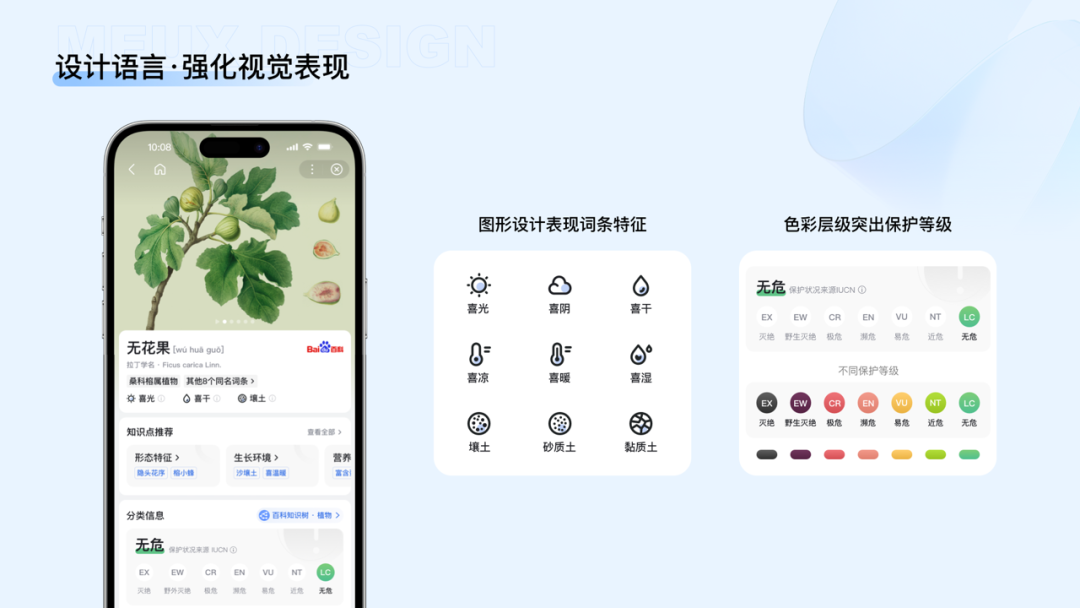 MEUX DESIGN
设计语言·强化视觉表现
10:08
无花果 [wú huā guǒ]
Bai百科
拉丁学名 · Ficus carica Linn.
桑科榕属植物 其他8个同名词条 >
喜光 喜干 壤土
知识点推荐 查看全部 >
形态特征 > 生长环境 > 营养
隐头花序 榕小蜂 沙壤土 喜温暖 富含
分类信息 百科知识树 · 植物 >
无危 保护状况来源 IUCN
EX EW CR EN VU NT LC
灭绝 野外灭绝 极危 濒危 易危 近危 无危
图形设计表现词条特征
喜光 喜阴 喜干
喜凉 喜暖 喜湿
壤土 砂质土 黏质土
色彩层级突出保护等级
无危 保护状况来源IUCN
EX EW CR EN VU NT LC
灭绝 野生灭绝 极危 濒危 易危 近危 无危
不同保护等级
EX EW CR EN VU NT LC
灭绝 野生灭绝 极危 濒危 易危 近危 无危